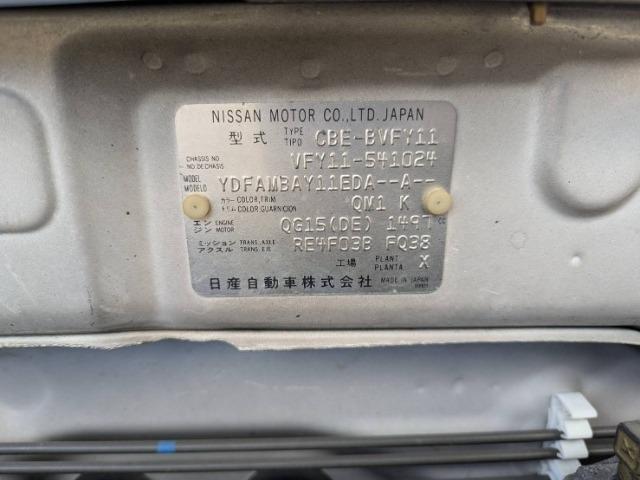 NISSAN MOTOR CO.,LTD.JAPAN
型式 TYPE TIPO CBE-BVFY11
CHASSIS NO NO DE CHASIS VFY11-541024
MODEL MODELO YDFAMBAY11EDA--A--
カラー COLOR,TRIM トリム COLOR,GUARNICION QM1 K
エンジン ENGINE MOTOR QG15(DE) 1497 CC
ミッション TRANS. AXLE アクスル TRANS. EJE RE4F03B FQ38
工場 PLANT PLANTA X
日産自動車株式会社 MADE IN JAPAN